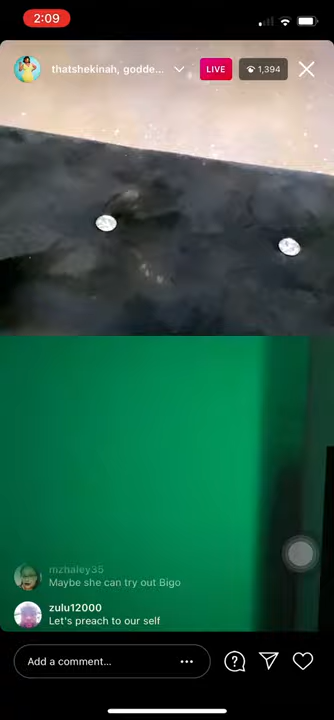 2:09
thatshekinah, godde...
LIVE
1,394
mzhaley35
Maybe she can try out Bigo
zulu12000
Let's preach to our self
Add a comment...